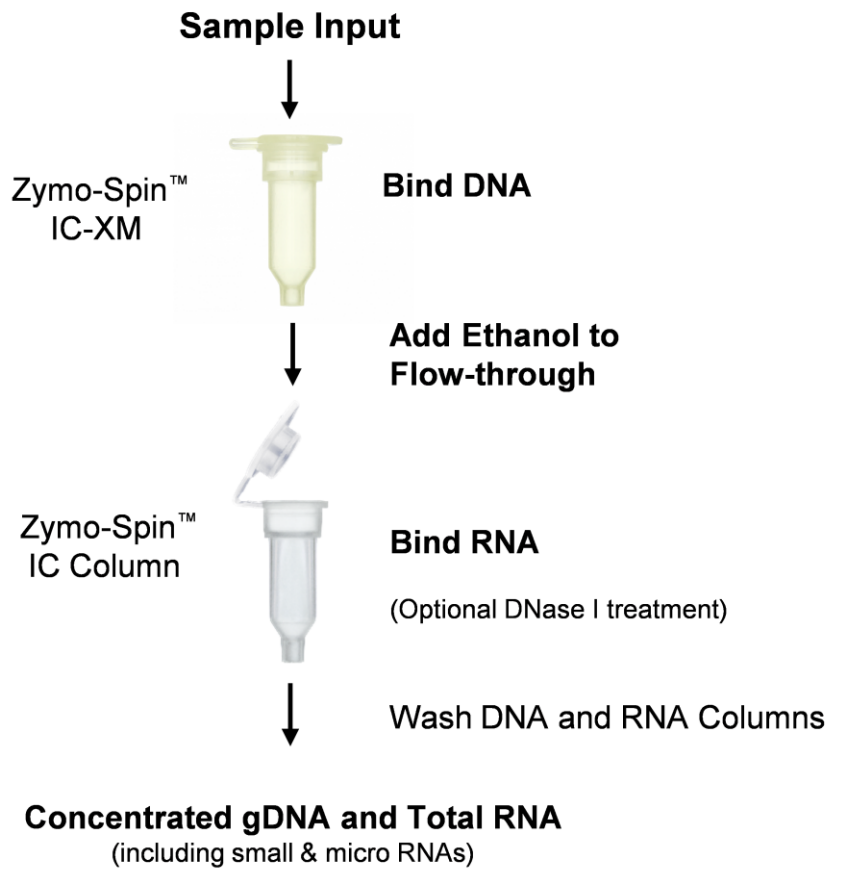 Sample Input
Zymo-Spin™
IC-XM
Bind DNA
Add Ethanol to
Flow-through
Zymo-Spin™
IC Column
Bind RNA
(Optional DNase I treatment)
Wash DNA and RNA Columns
Concentrated gDNA and Total RNA
(including small & micro RNAs)